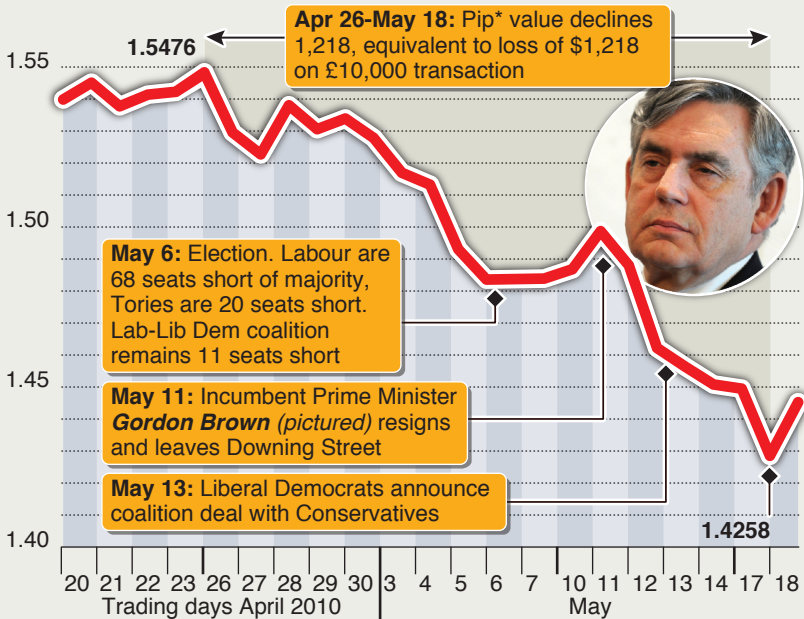 Apr 26-May 18: Pip* value declines
1,218, equivalent to loss of $1,218
on £10,000 transaction
1.5476
1.55
1.50
1.45
1.40
May 6: Election. Labour are
68 seats short of majority,
Tories are 20 seats short.
Lab-Lib Dem coalition
remains 11 seats short
May 11: Incumbent Prime Minister
Gordon Brown (pictured) resigns
and leaves Downing Street
May 13: Liberal Democrats announce
coalition deal with Conservatives
1.4258
20 21 22 23 26 27 28 29 30 3 4 5 6 7 10 11 12 13 14 17 18
Trading days April 2010 May